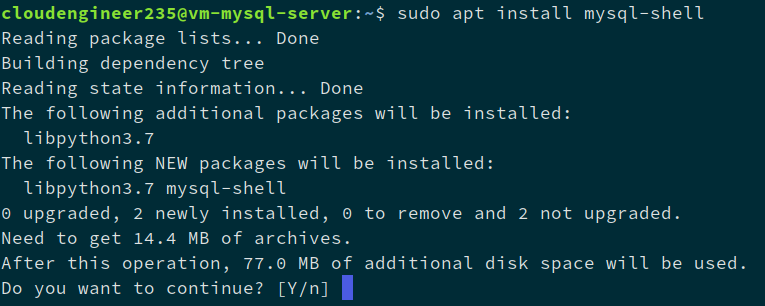 cloudengineer235@vm-mysql-server:~$ sudo apt install mysql-shell
Reading package lists... Done
Building dependency tree
Reading state information... Done
The following additional packages will be installed:
  libpython3.7
The following NEW packages will be installed:
  libpython3.7 mysql-shell
0 upgraded, 2 newly installed, 0 to remove and 2 not upgraded.
Need to get 14.4 MB of archives.
After this operation, 77.0 MB of additional disk space will be used.
Do you want to continue? [Y/n]